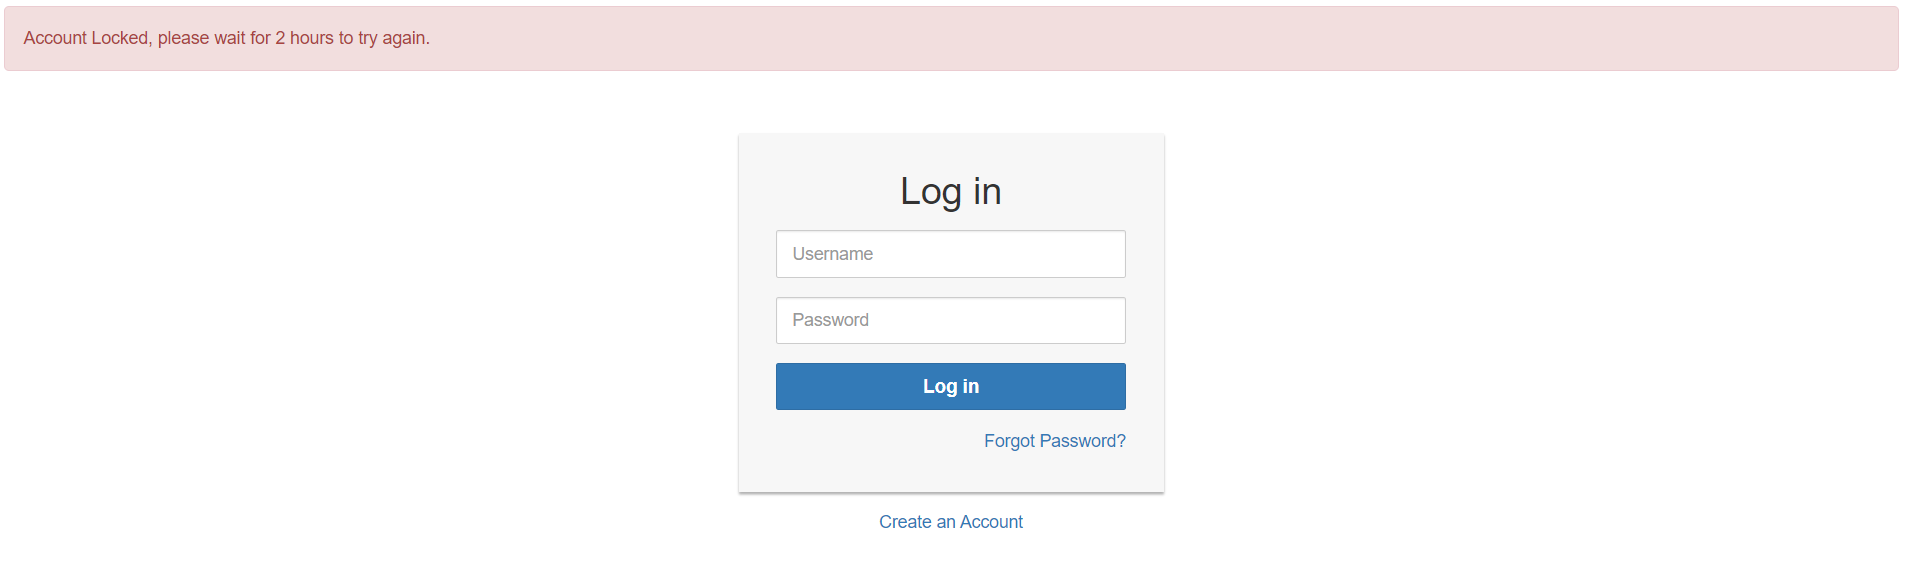 Account Locked, please wait for 2 hours to try again.
Log in
Username
Password
Log in
Forgot Password?
Create an Account